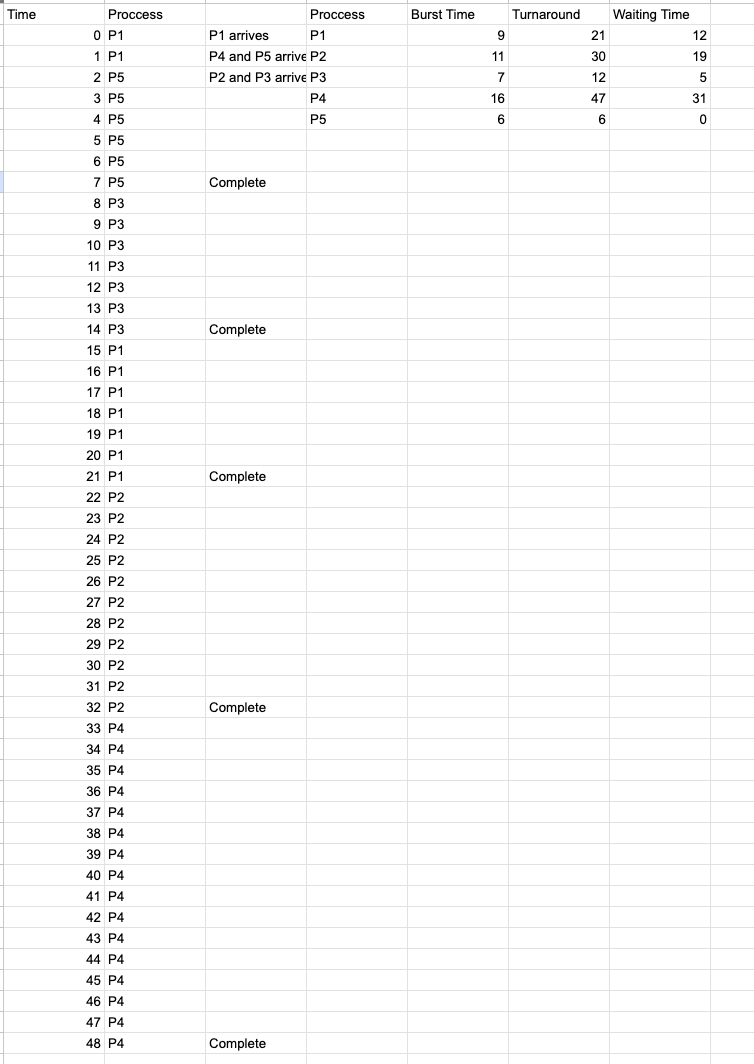 Time Proccess Proccess Burst Time Turnaround Waiting Time
0 P1 P1 arrives P1 9 21 12
1 P1 P4 and P5 arrive P2 11 30 19
2 P5 P2 and P3 arrive P3 7 12 5
3 P5 P4 16 47 31
4 P5 P5 6 6 0
5 P5
6 P5
7 P5 Complete
8 P3
9 P3
10 P3
11 P3
12 P3
13 P3
14 P3 Complete
15 P1
16 P1
17 P1
18 P1
19 P1
20 P1
21 P1 Complete
22 P2
23 P2
24 P2
25 P2
26 P2
27 P2
28 P2
29 P2
30 P2
31 P2
32 P2 Complete
33 P4
34 P4
35 P4
36 P4
37 P4
38 P4
39 P4
40 P4
41 P4
42 P4
43 P4
44 P4
45 P4
46 P4
47 P4
48 P4 Complete